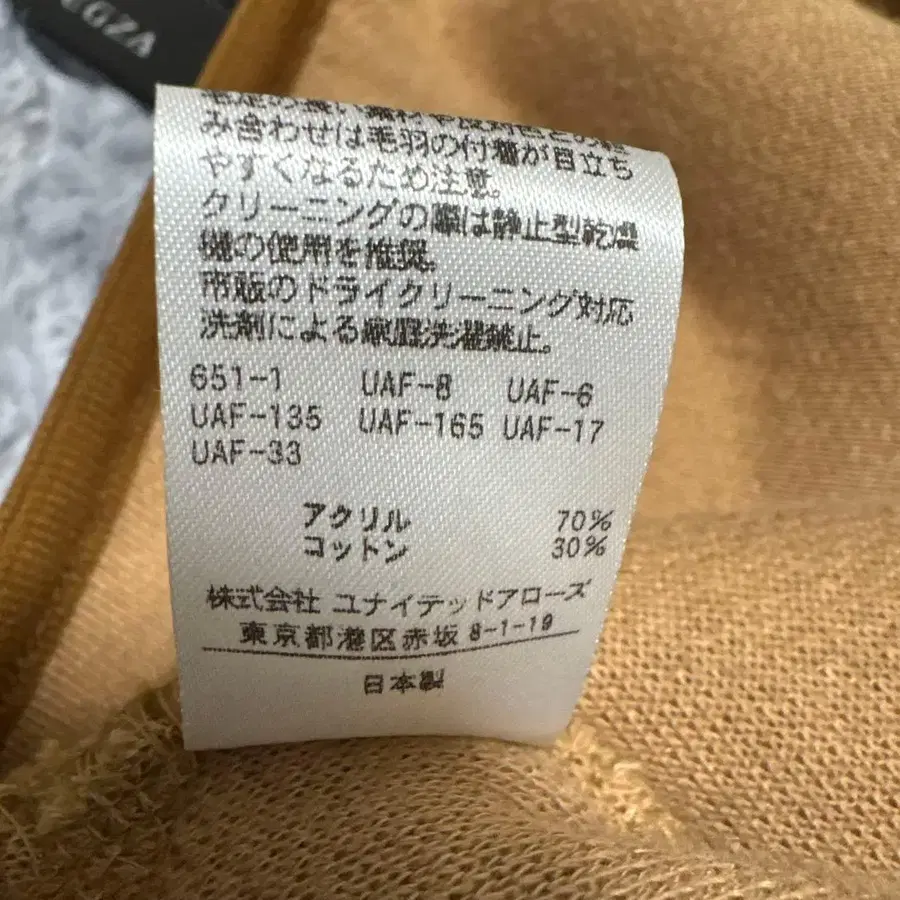 EGZV
み合わせは毛羽の付着が目立ち
やすくなるため注意。
クリーニングの際は静止型乾燥
機の使用を推奨。
市販のドライクリーニング対応
洗剤による家庭洗濯禁止。
651-1 UAF-8 UAF-6
UAF-135 UAF-165 UAF-17
UAF-33
アクリル 70%
コットン 30%
株式会社 ユナイテッドアローズ
東京都港区赤坂 8-1-19
日本製